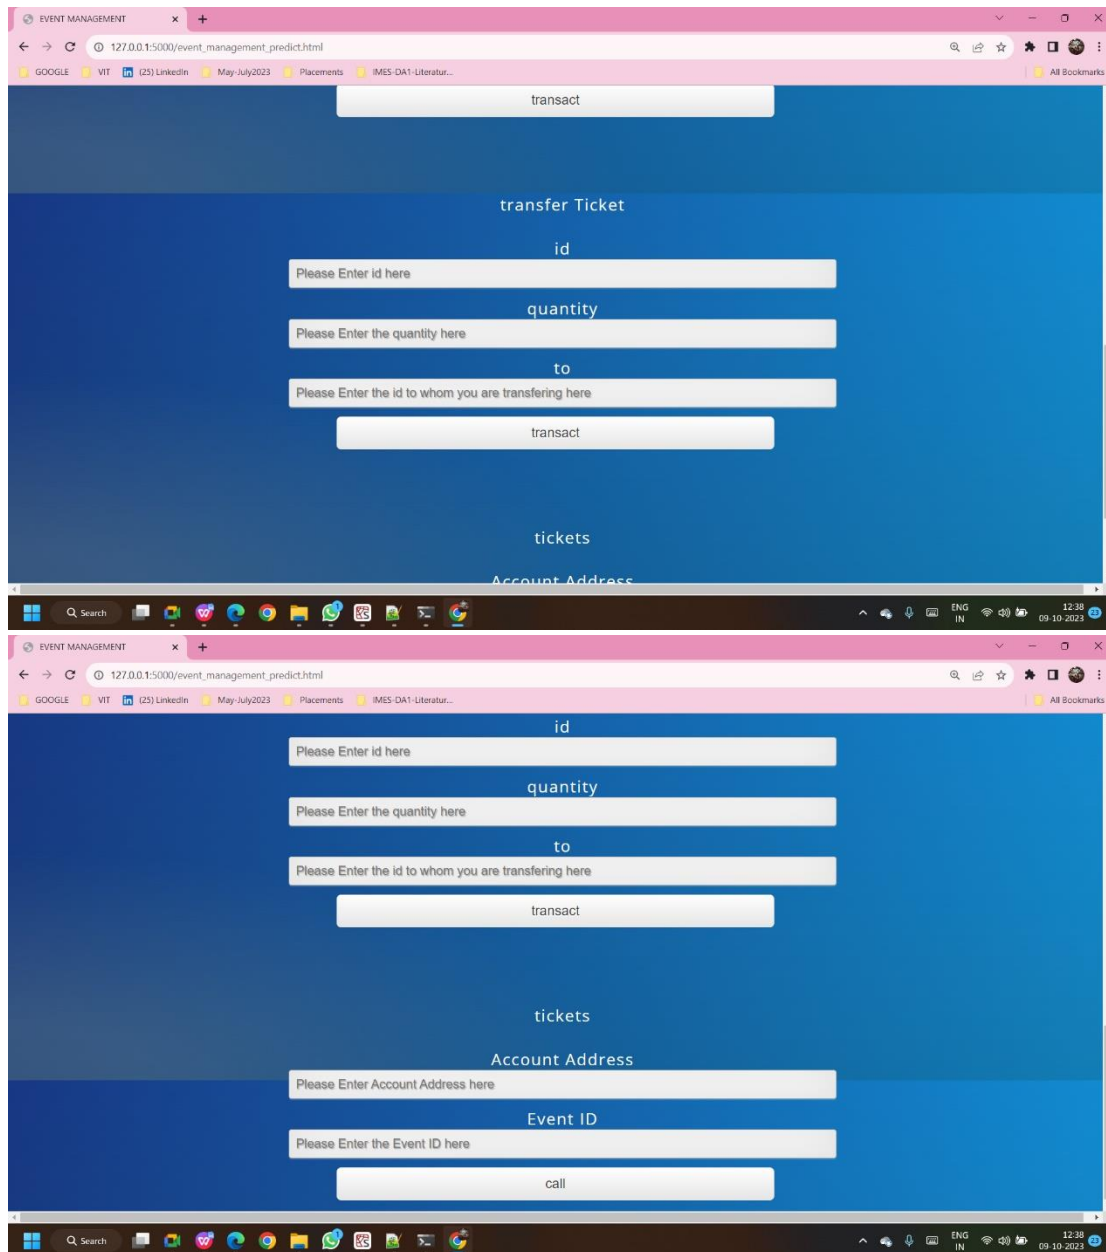 EVENT MANAGEMENT
127.0.0.1:5000/event_management_predict.html
GOOGLE VIT (25) LinkedIn May-July2023 Placements IMES-DA1-Literatur... All Bookmarks
transact
transfer Ticket
id
Please Enter id here
quantity
Please Enter the quantity here
to
Please Enter the id to whom you are transfering here
transact
tickets
Account Address
Search ENG 12:38
IN 09-10-2023 23
EVENT MANAGEMENT
127.0.0.1:5000/event_management_predict.html
GOOGLE VIT (25) LinkedIn May-July2023 Placements IMES-DA1-Literatur... All Bookmarks
id
Please Enter id here
quantity
Please Enter the quantity here
to
Please Enter the id to whom you are transfering here
transact
tickets
Account Address
Please Enter Account Address here
Event ID
Please Enter the Event ID here
call
Search ENG 12:38
IN 09-10-2023 23